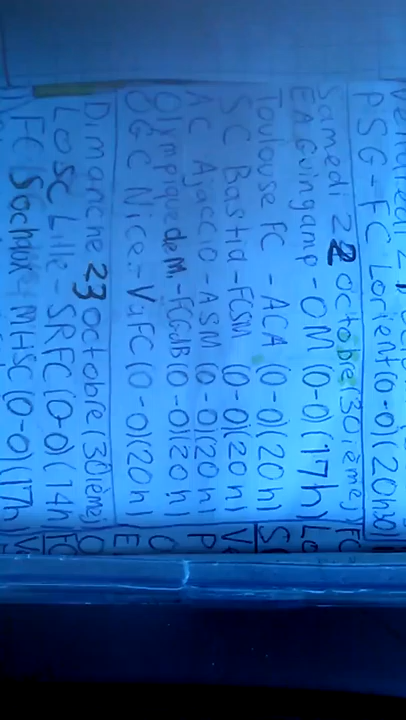 PSG-FC Lorient (0-0) (20h0
Samedi 22 octobre (30ième)
EA Guingamp - OM (0-0) (17h)
Toulouse FC - ACA (0-0) (20h)
SC Bastia - FCSM (0-0) (20h)
AC Ajaccio - ASM (0-0) (20h)
Olympique de M, - FCGdB (0-0) (20h)
OGC Nice - VAFC (0-0) (20h)
Dimanche 23 octobre (30ième)
LOSC Lille - SRFC (0-0) (14h
FC Sochaux - MHSC (0-0) (17h